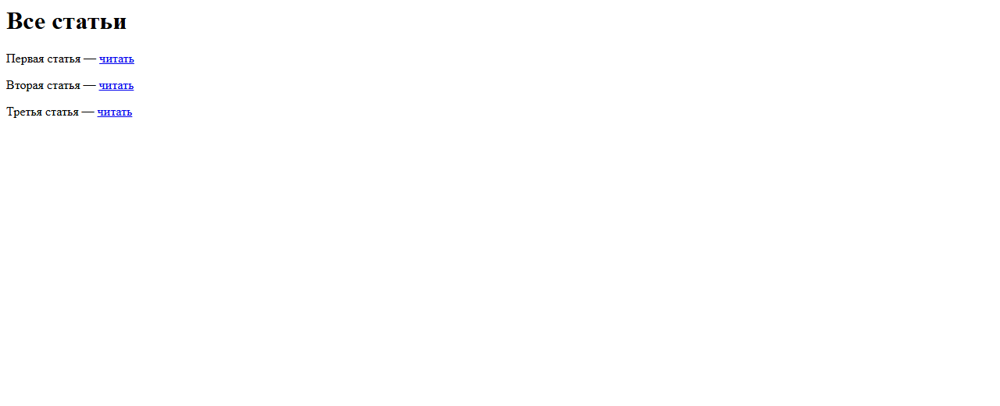 Все статьи
Первая статья — читать
Вторая статья — читать
Третья статья — читать